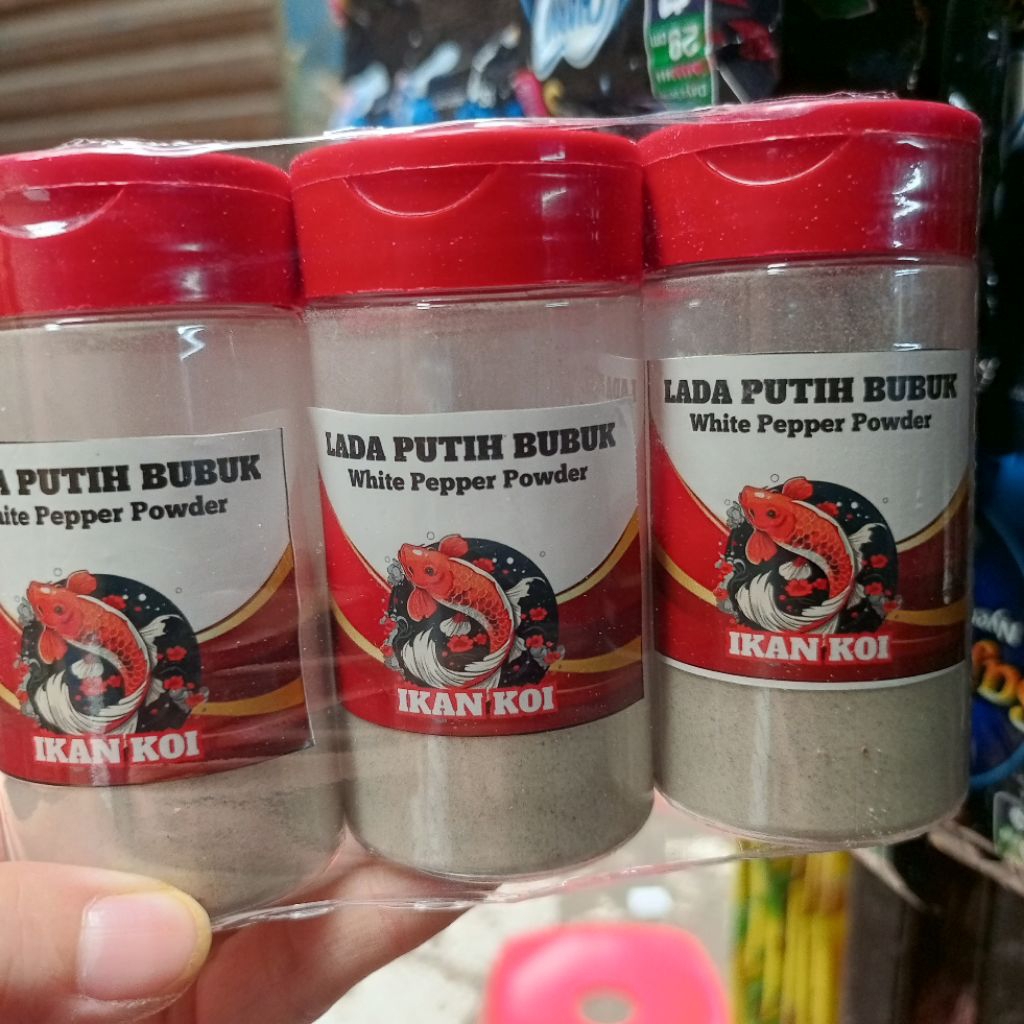 A PUTIH BUBUK
ite Pepper Powder
IKAN KOI
LADA PUTIH BUBUK
White Pepper Powder
IKAN KOI
LADA PUTIH BUBUK
White Pepper Powder
IKAN KOI